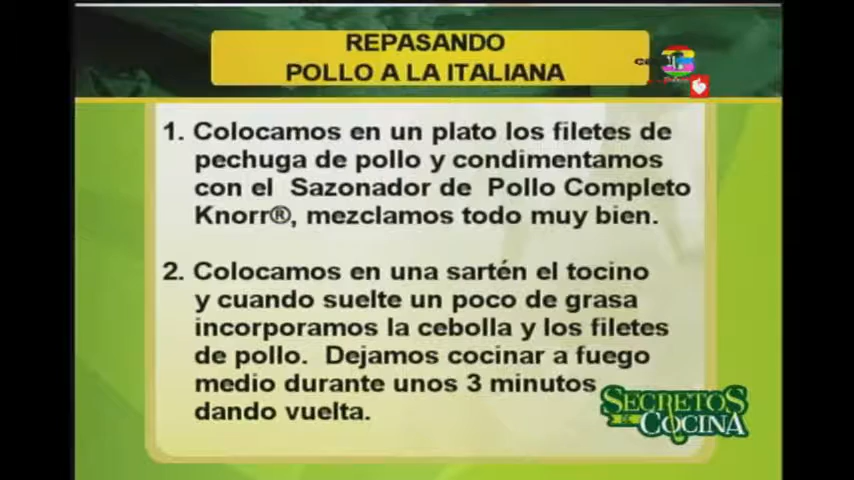 REPASANDO
POLLO A LA ITALIANA
1. Colocamos en un plato los filetes de
pechuga de pollo y condimentamos
con el Sazonador de Pollo Completo
Knorr®, mezclamos todo muy bien.
2. Colocamos en una sartén el tocino
y cuando suelte un poco de grasa
incorporamos la cebolla y los filetes
de pollo. Dejamos cocinar a fuego
medio durante unos 3 minutos
dando vuelta.
SECRETOS
DE COCINA